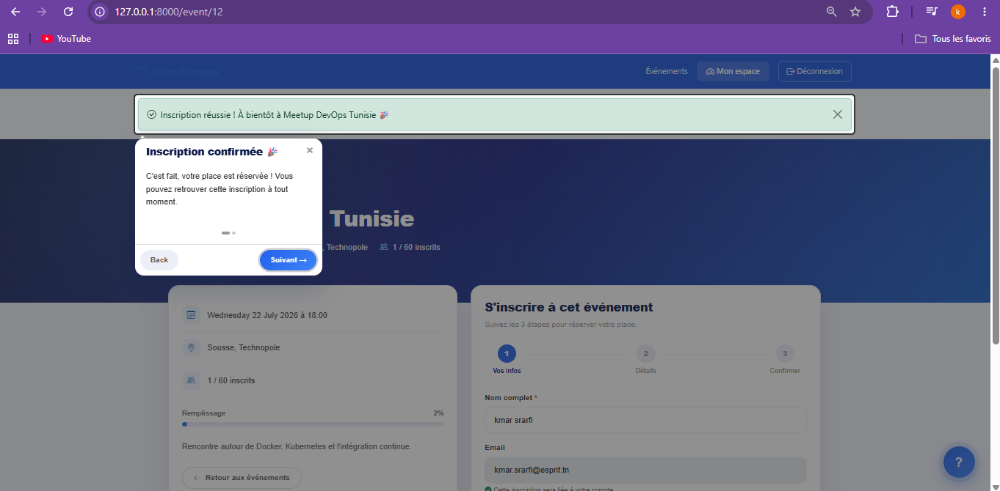 127.0.0.1:8000/event/12
k
YouTube
Tous les favoris
Event Manager
Événements
Mon espace
Déconnexion
Inscription réussie ! À bientôt à Meetup DevOps Tunisie 🎉
Inscription confirmée 🎉
C'est fait, votre place est réservée ! Vous
pouvez retrouver cette inscription à tout
moment.
Back
Suivant →
Tunisie
, Technopole
1 / 60 inscrits
Wednesday 22 July 2026 à 18:00
Sousse, Technopole
1 / 60 inscrits
Remplissage
2%
Rencontre autour de Docker, Kubernetes et l'intégration continue.
← Retour aux événements
S'inscrire à cet événement
Suivez les 3 étapes pour réserver votre place.
1
2
3
Vos infos
Détails
Confirmer
Nom complet *
kmar srarfi
Email
kmar.srarfi@esprit.tn
Cette inscription sera liée à votre compte
?